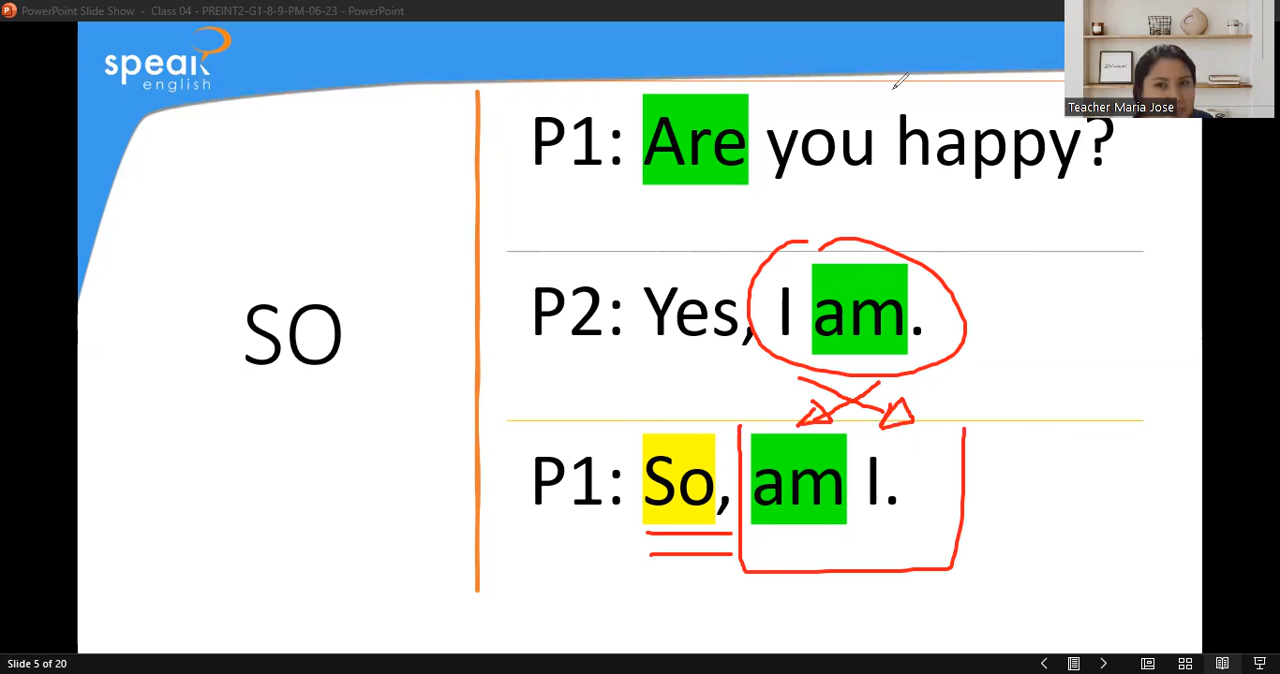 PowerPoint Slide Show - Class 04 - PREINT2-G1-8-9-PM-06-23 - PowerPoint
speak
english
Teacher Maria Jose
P1: Are you happy?
SO
P2: Yes, I am.
P1: So, am I.
Slide 5 of 20